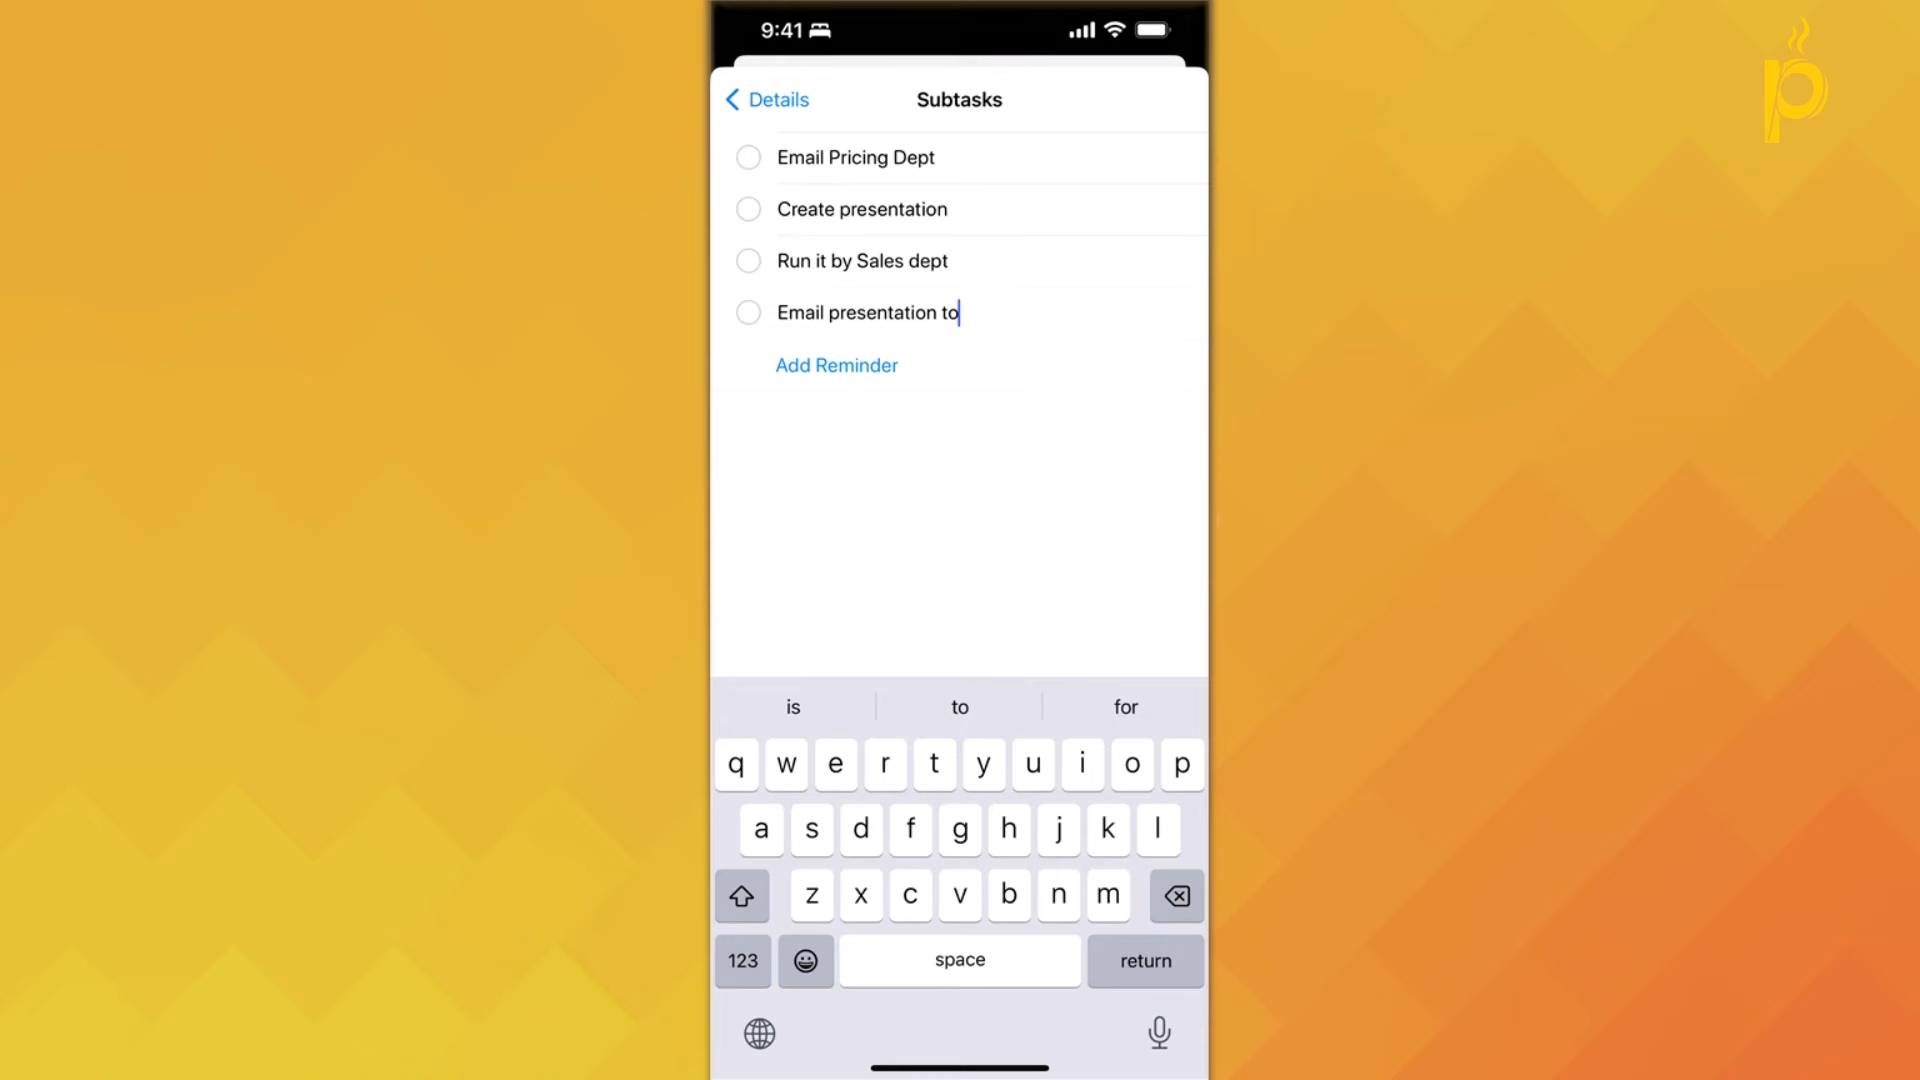 9:41
Details
Subtasks
Email Pricing Dept
Create presentation
Run it by Sales dept
Email presentation to
Add Reminder
is to for
q w e r t y u i o p
a s d f g h j k l
z x c v b n m
123 space return
p